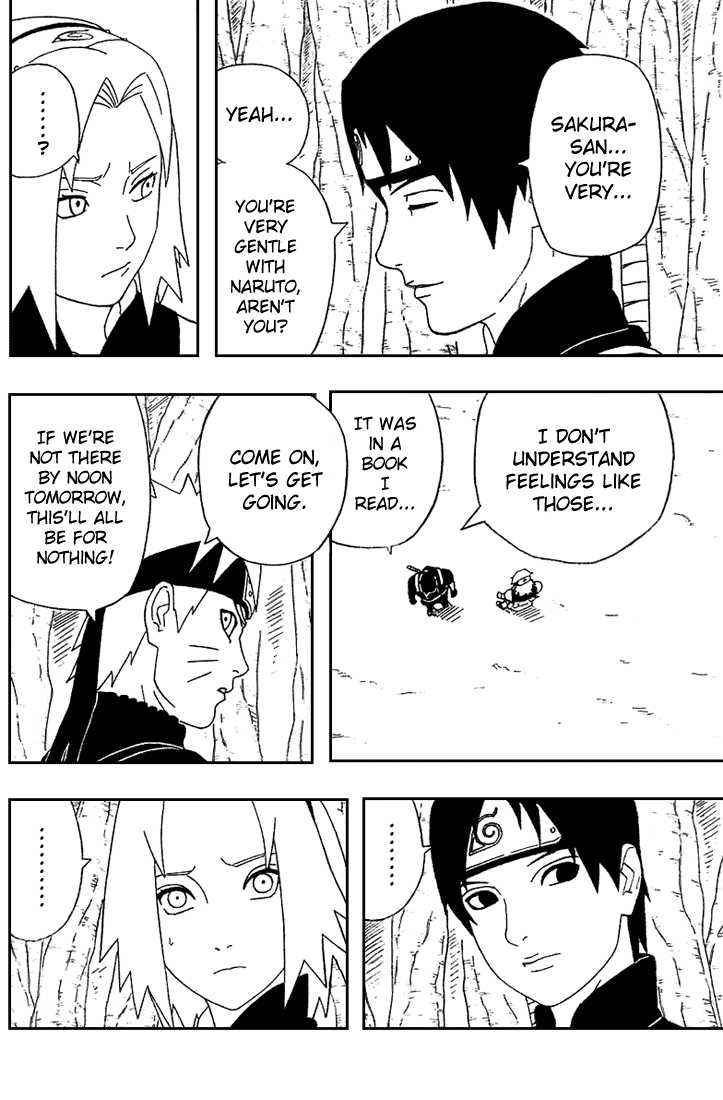 SAKURA-
SAN...
YOU'RE
VERY...
YEAH...
YOU'RE
VERY
GENTLE
WITH
NARUTO,
AREN'T
YOU?
......
?
I DON'T
UNDERSTAND
FEELINGS LIKE
THOSE...
IT WAS
IN A
BOOK
I
READ...
COME ON,
LET'S GET
GOING.
IF WE'RE
NOT THERE
BY NOON
TOMORROW,
THIS'LL ALL
BE FOR
NOTHING!
......
......